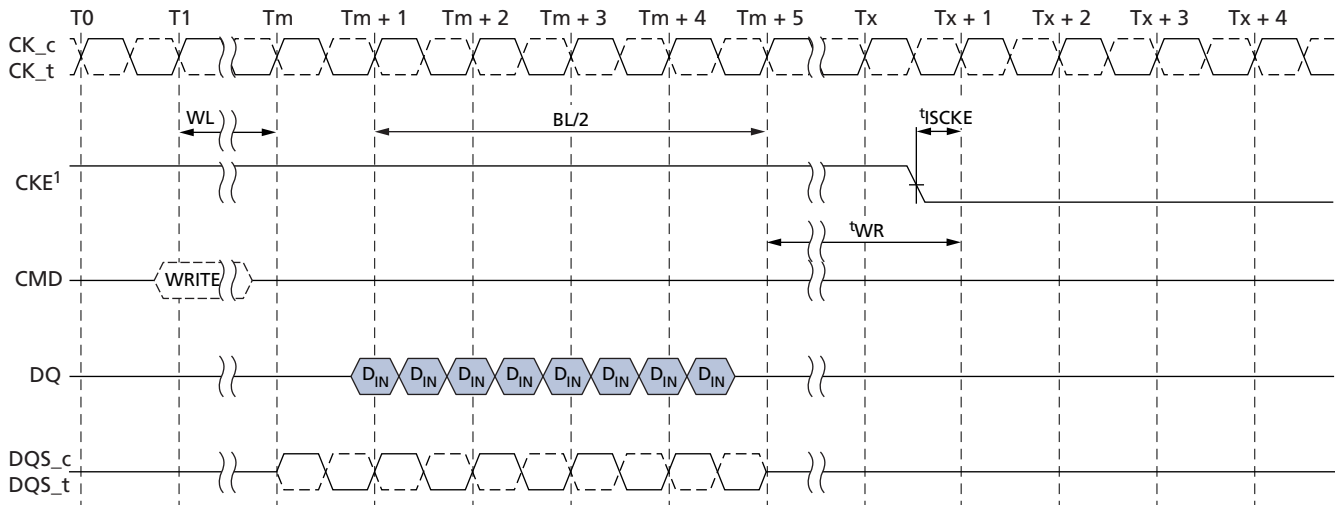 T0 T1 Tm Tm + 1 Tm + 2 Tm + 3 Tm + 4 Tm + 5 Tx Tx + 1 Tx + 2 Tx + 3 Tx + 4
CK_c
CK_t
WL BL/2 tISCKE
CKE1
tWR
CMD WRITE
DQ DIN DIN DIN DIN DIN DIN DIN DIN
DQS_c
DQS_t